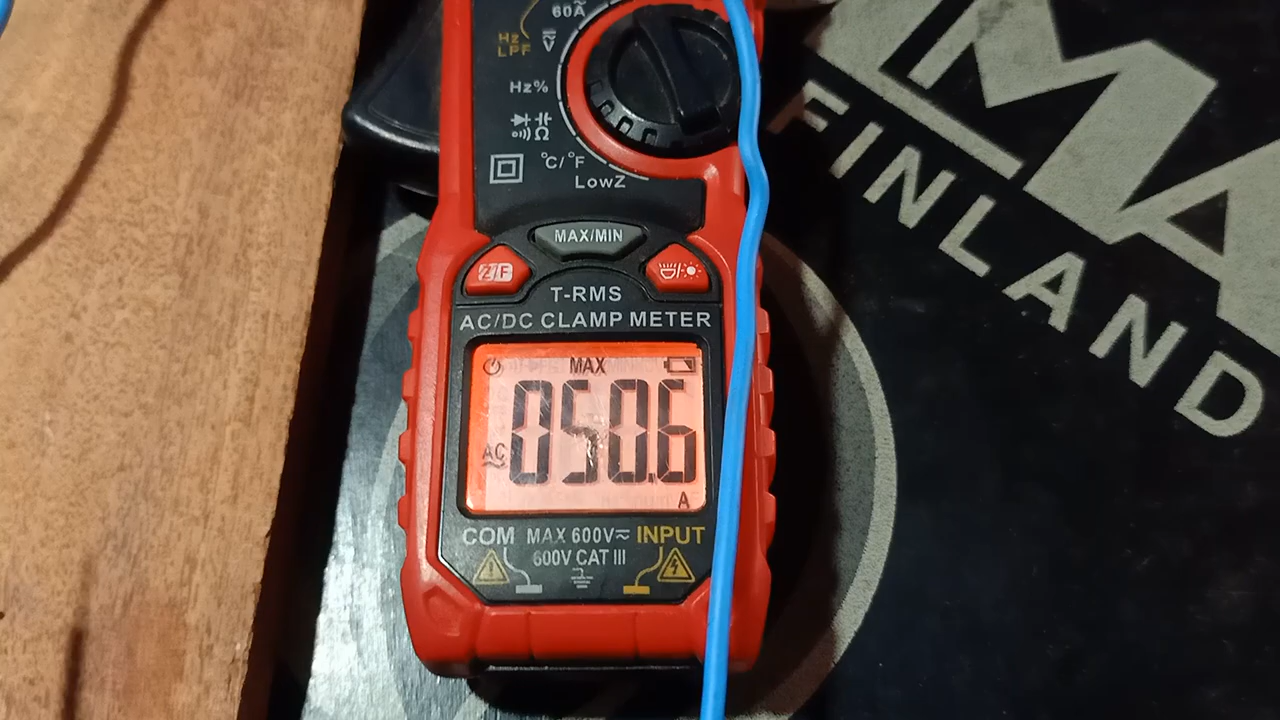 60A
Hz
LPF
V
Hz%
Ω
°C/°F
LowZ
MAX/MIN
Z/F
T-RMS
AC/DC CLAMP METER
MAX
050.6
AC
A
COM MAX 600V INPUT
600V CAT III
MA
FINLAND